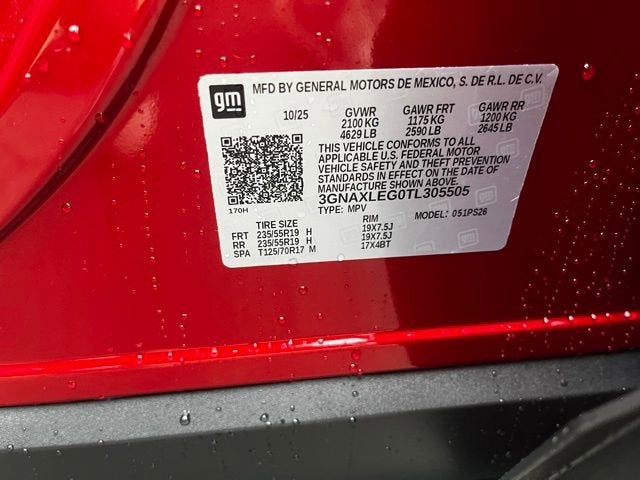 gm MFD BY GENERAL MOTORS DE MEXICO, S. DE R.L. DE C.V.
10/25 GVWR GAWR FRT GAWR RR
2100 KG 1175 KG 1200 KG
4629 LB 2590 LB 2645 LB
THIS VEHICLE CONFORMS TO ALL
APPLICABLE U.S. FEDERAL MOTOR
VEHICLE SAFETY AND THEFT PREVENTION
STANDARDS IN EFFECT ON THE DATE OF
MANUFACTURE SHOWN ABOVE.
3GNAXLEG0TL305505
170H TYPE: MPV MODEL: 051PS26
TIRE SIZE RIM
FRT 235/55R19 H 19X7.5J
RR 235/55R19 H 19X7.5J
SPA T125/70R17 M 17X4BT